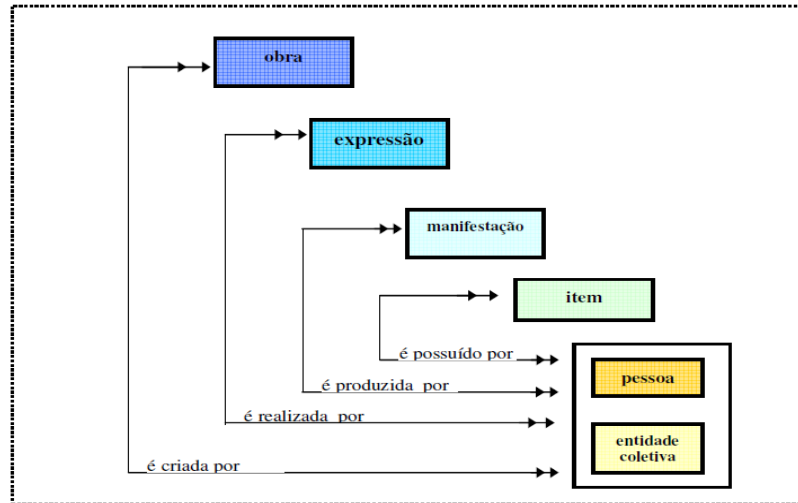 obra
expressão
manifestação
item
é possuído por
pessoa
é produzida por
é realizada por
entidade
coletiva
é criada por